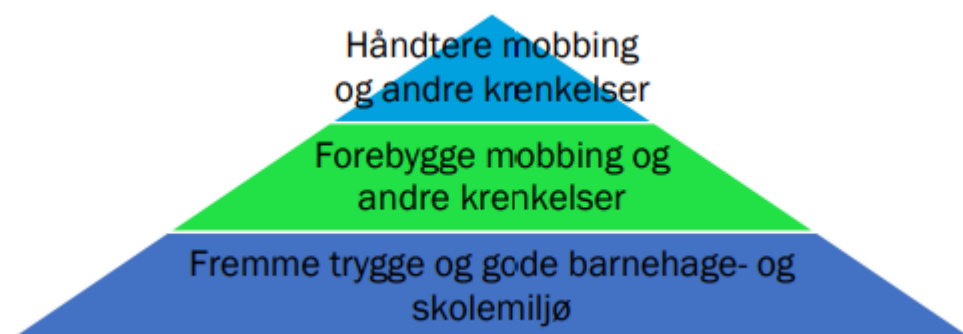 Håndtere mobbing
og andre krenkelser
Forebygge mobbing og
andre krenkelser
Fremme trygge og gode barnehage- og
skolemiljø